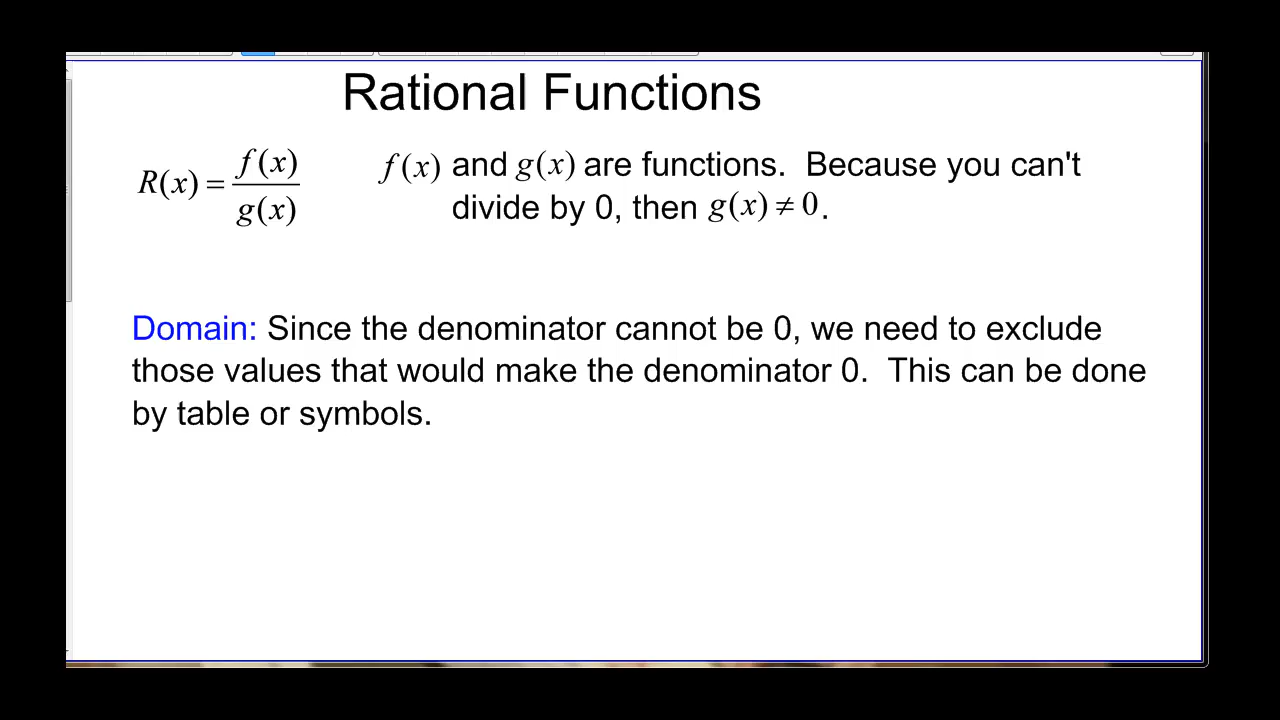 Rational Functions
R(x) = f(x) / g(x)
f(x) and g(x) are functions. Because you can't
divide by 0, then g(x) ≠ 0.
Domain: Since the denominator cannot be 0, we need to exclude
those values that would make the denominator 0. This can be done
by table or symbols.